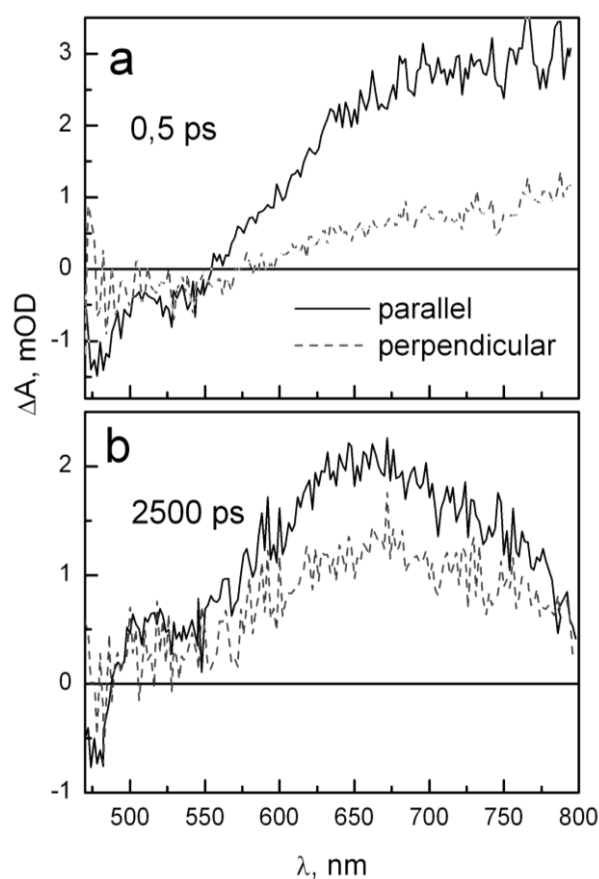 3
a
0,5 ps
2
1
0
parallel
perpendicular
-1
ΔA, mOD
b
2500 ps
2
1
0
-1
500 550 600 650 700 750 800
λ, nm